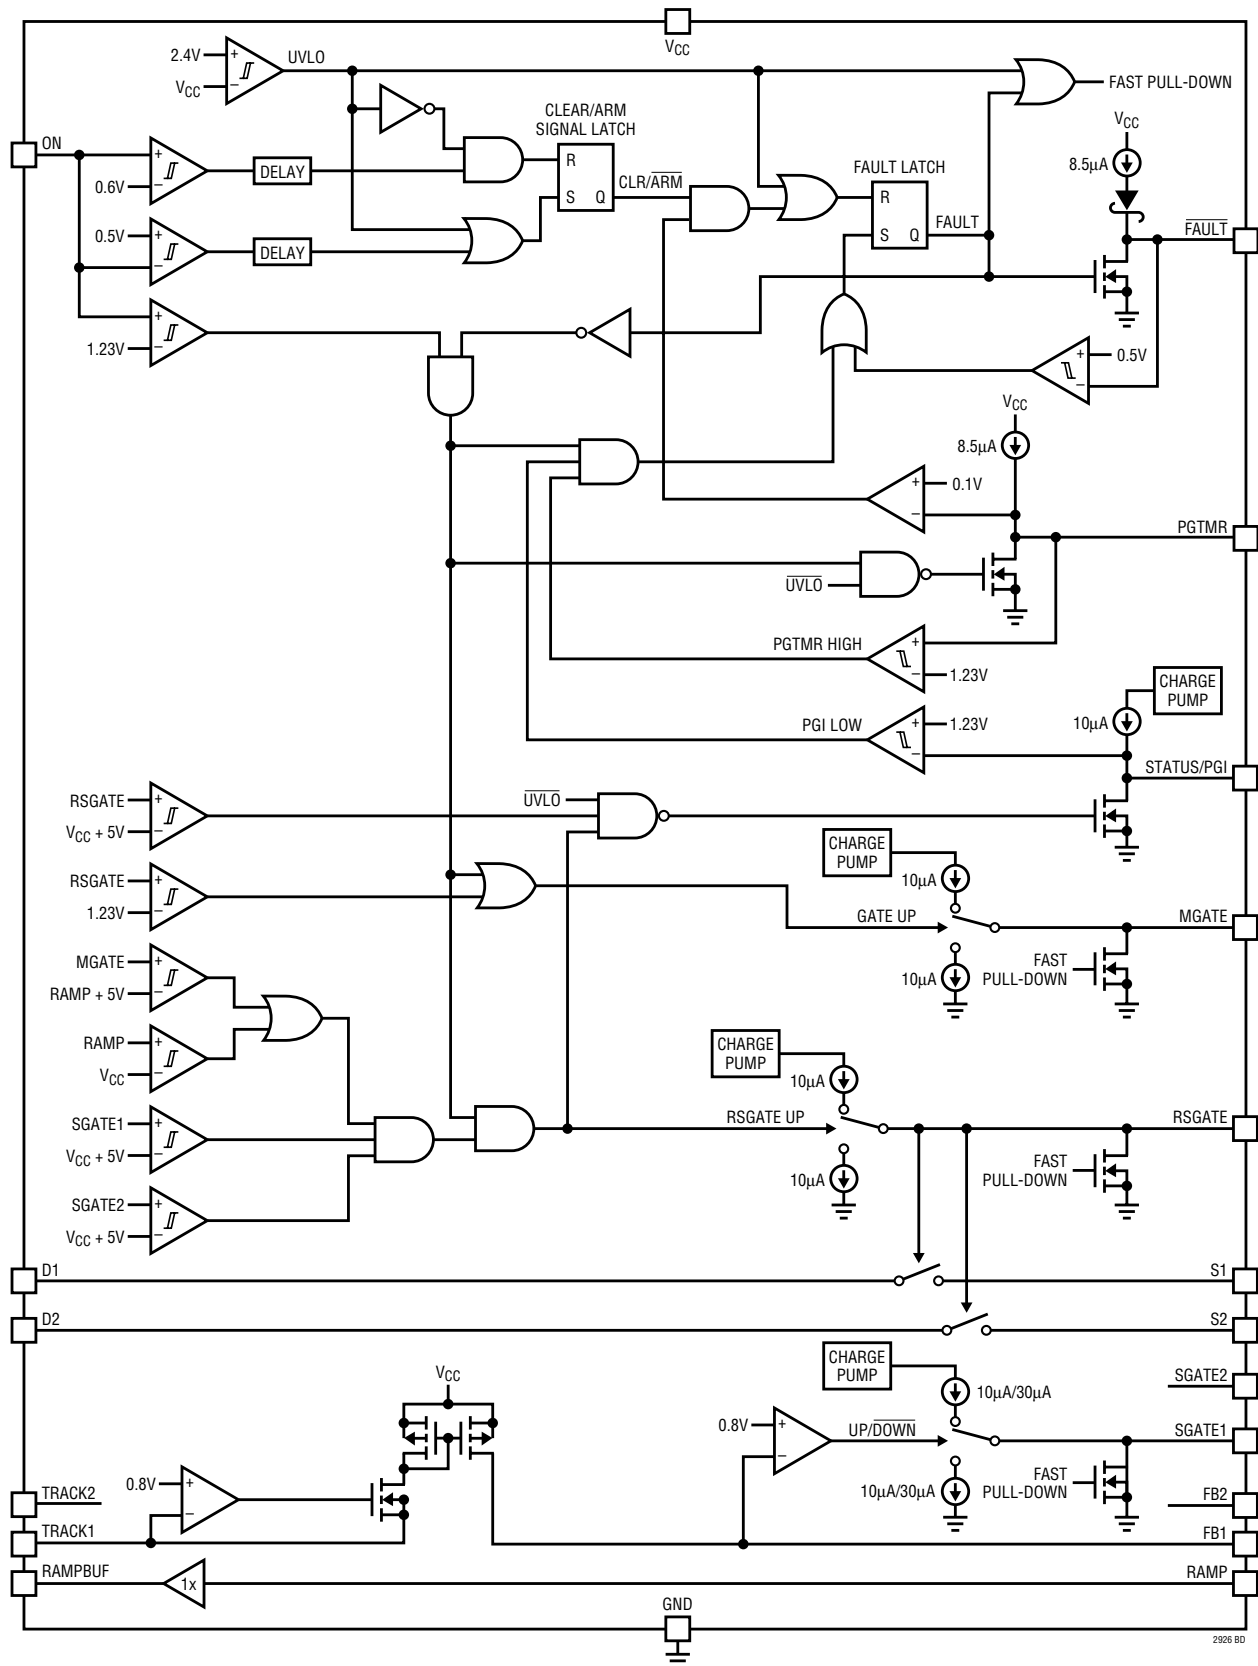 VCC
2.4V
+
UVLO
VCC
−
FAST PULL-DOWN
CLEAR/ARM
SIGNAL LATCH
VCC
ON
+
0.6V
−
DELAY
R
S Q
CLR/ARM
FAULT LATCH
R
S Q
FAULT
8.5µA
FAULT
0.5V
+
−
DELAY
+
1.23V
−
+
0.5V
−
VCC
8.5µA
+
0.1V
−
PGTMR
UVLO
PGTMR HIGH
+
−
1.23V
CHARGE
PUMP
10µA
PGI LOW
+
1.23V
−
STATUS/PGI
RSGATE
+
VCC + 5V
−
UVLO
CHARGE
PUMP
10µA
RSGATE
+
1.23V
−
GATE UP
MGATE
10µA
FAST
PULL-DOWN
MGATE
+
RAMP + 5V
−
RAMP
+
VCC
−
CHARGE
PUMP
10µA
SGATE1
+
VCC + 5V
−
RSGATE UP
RSGATE
10µA
FAST
PULL-DOWN
SGATE2
+
VCC + 5V
−
D1
S1
D2
S2
CHARGE
PUMP
10µA/30µA
SGATE2
VCC
0.8V
+
−
UP/DOWN
SGATE1
10µA/30µA
FAST
PULL-DOWN
0.8V
+
−
TRACK2
FB2
TRACK1
FB1
RAMPBUF
1x
RAMP
GND
2926 BD